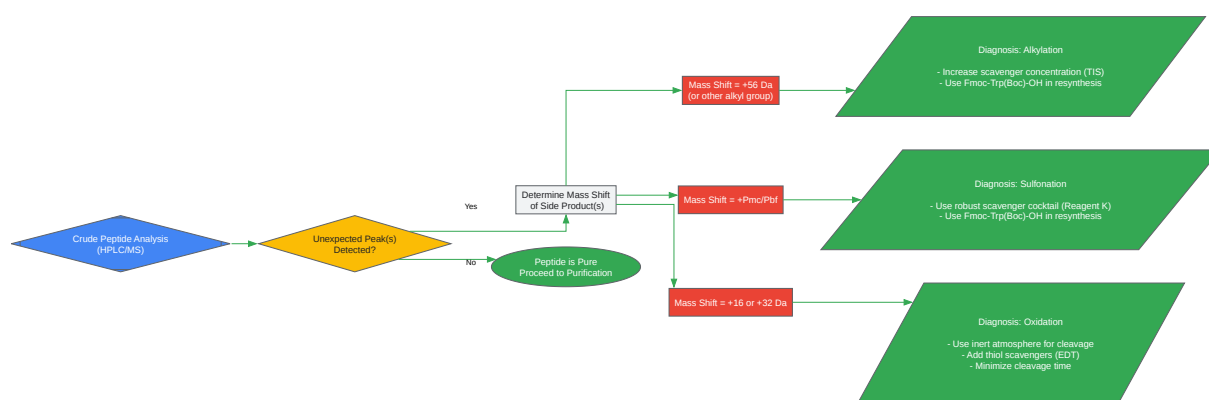 Crude Peptide Analysis
(HPLC/MS)
Unexpected Peak(s)
Detected?
Yes
No
Determine Mass Shift
of Side Product(s)
Peptide is Pure
Proceed to Purification
Mass Shift = +56 Da
(or other alkyl group)
Mass Shift = +Pmc/Pbf
Mass Shift = +16 or +32 Da
Diagnosis: Alkylation
- Increase scavenger concentration (TIS)
- Use Fmoc-Trp(Boc)-OH in resynthesis
Diagnosis: Sulfonation
- Use robust scavenger cocktail (Reagent K)
- Use Fmoc-Trp(Boc)-OH in resynthesis
Diagnosis: Oxidation
- Use inert atmosphere for cleavage
- Add thiol scavengers (EDT)
- Minimize cleavage time